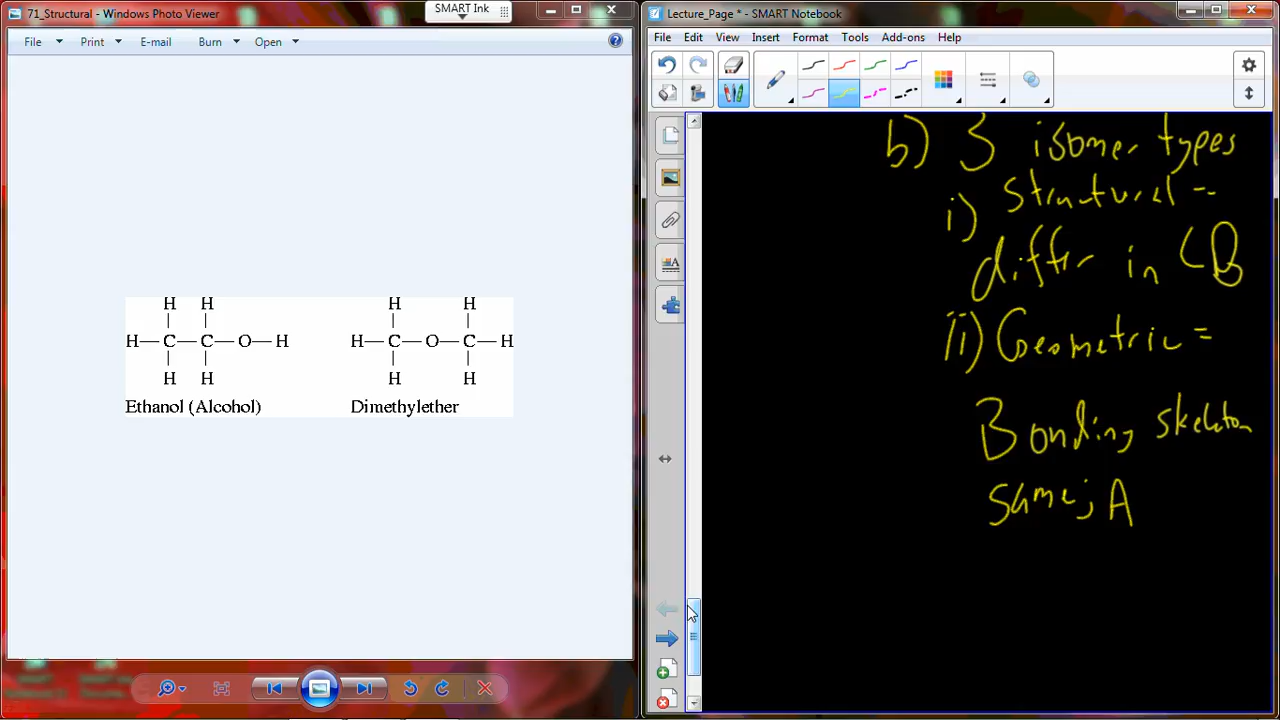 71_Structural - Windows Photo Viewer
SMART Ink
File Print E-mail Burn Open
H H
H—C—C—O—H
H H
Ethanol (Alcohol)
H H
H—C—O—C—H
H H
Dimethylether
Lecture_Page * - SMART Notebook
File Edit View Insert Format Tools Add-ons Help
b) 3 isomer types
i) Structural =
differ in CB
ii) Geometric =
Bonding skeleton
same; A